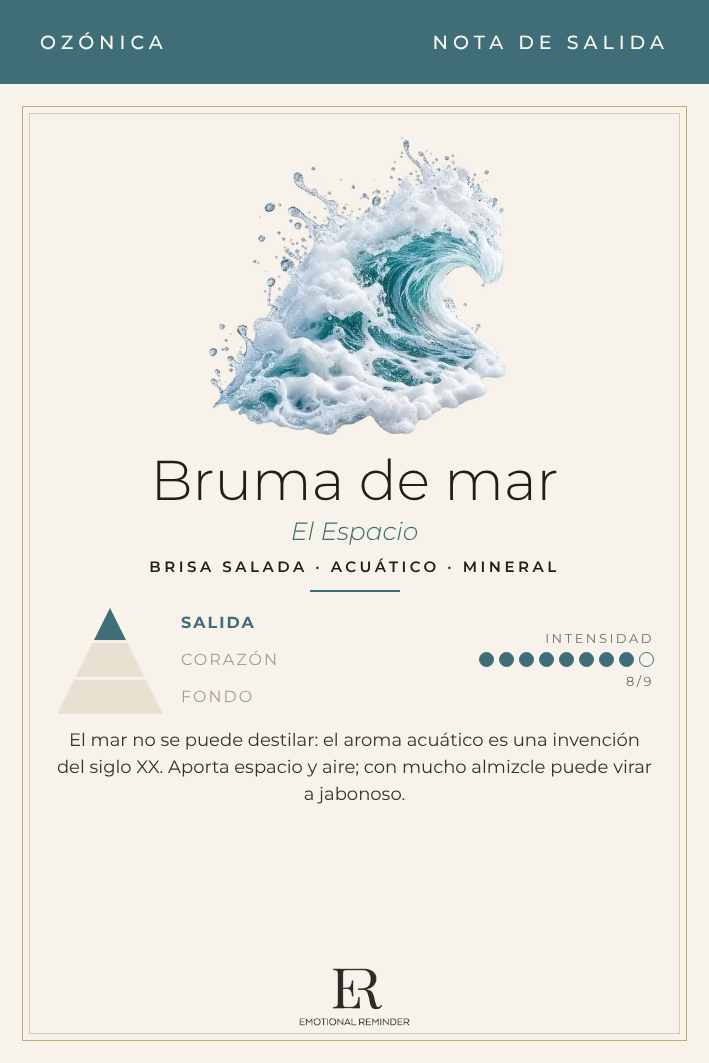 OZÓNICA
NOTA DE SALIDA
Bruma de mar
El Espacio
BRISA SALADA · ACUÁTICO · MINERAL
SALIDA
CORAZÓN
FONDO
INTENSIDAD
8/9
El mar no se puede destilar: el aroma acuático es una invención
del siglo XX. Aporta espacio y aire; con mucho almizcle puede virar
a jabonoso.
ER
EMOTIONAL REMINDER